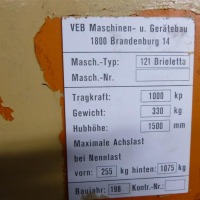 VEB Maschinen- u. Gerätebau
1800 Brandenburg 14
Masch.-Typ: 121 Brieletta
Masch.-Nr.
Tragkraft: 1000 kp
Gewicht: 330 kg
Hubhöhe: 1500 mm
Maximale Achslast
bei Nennlast
vorn: 255 kg hinten: 1075 kg
Baujahr: 198 Kontr.-Nr.